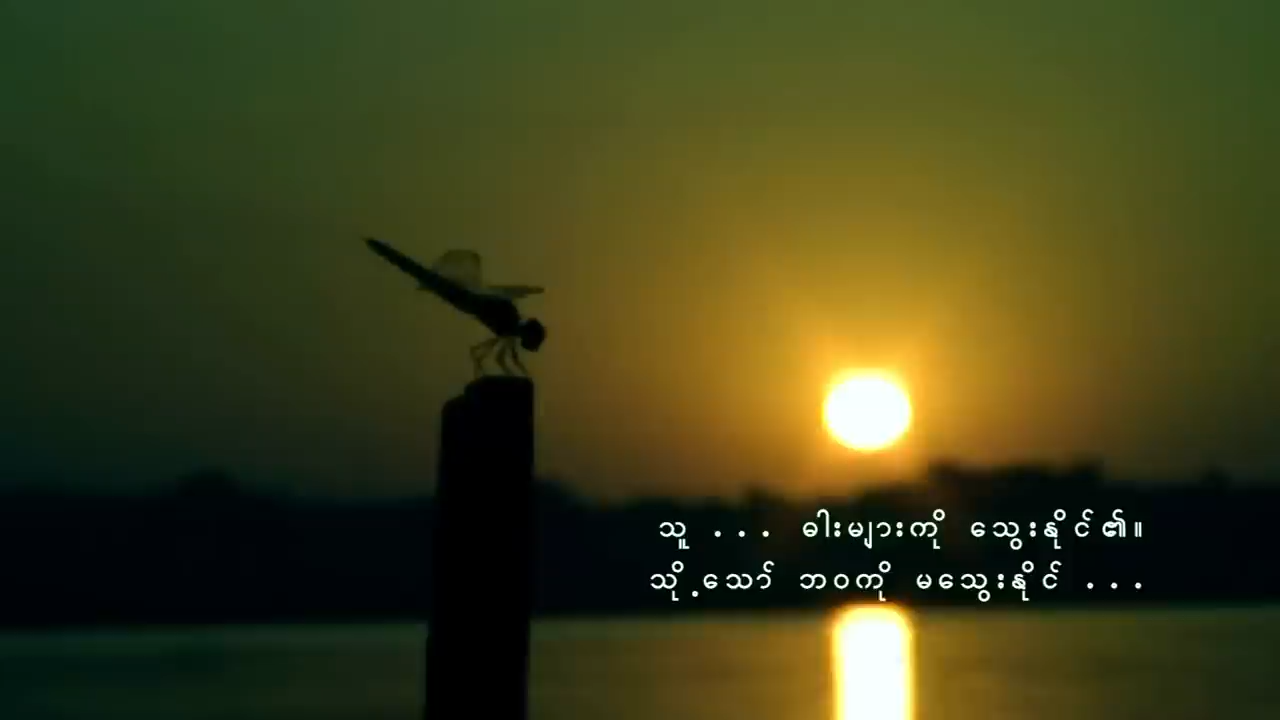 သူ ... ဓါးများကို သွေးနိုင်၏။
သို့သော် ဘဝကို မသွေးနိုင် ...